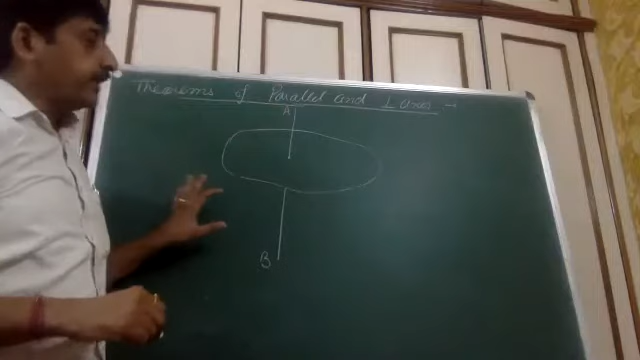 Theorems of Parallel and ⊥ axes →
A
B